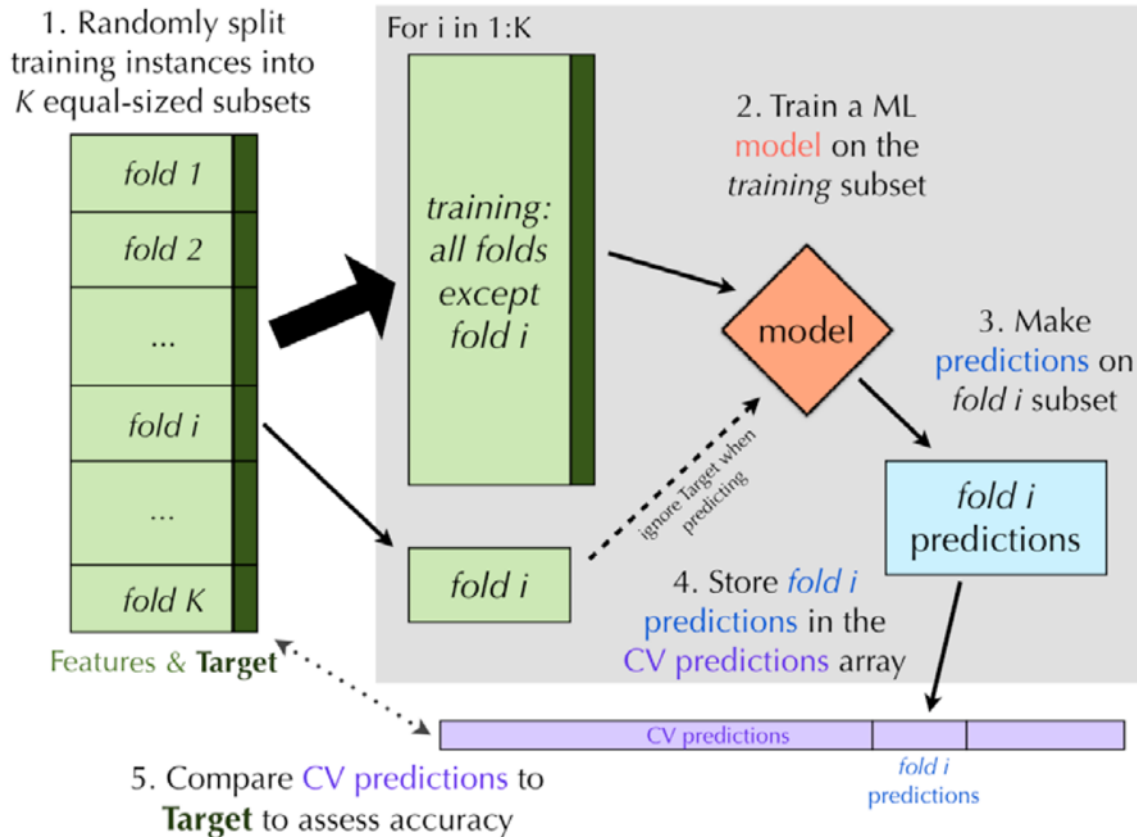 1. Randomly split
training instances into
K equal-sized subsets
fold 1
fold 2
...
fold i
...
fold K
Features & Target
For i in 1:K
training:
all folds
except
fold i
fold i
2. Train a ML
model on the
training subset
model
ignore Target when
predicting
3. Make
predictions on
fold i subset
fold i
predictions
4. Store fold i
predictions in the
CV predictions array
CV predictions
fold i
predictions
5. Compare CV predictions to
Target to assess accuracy